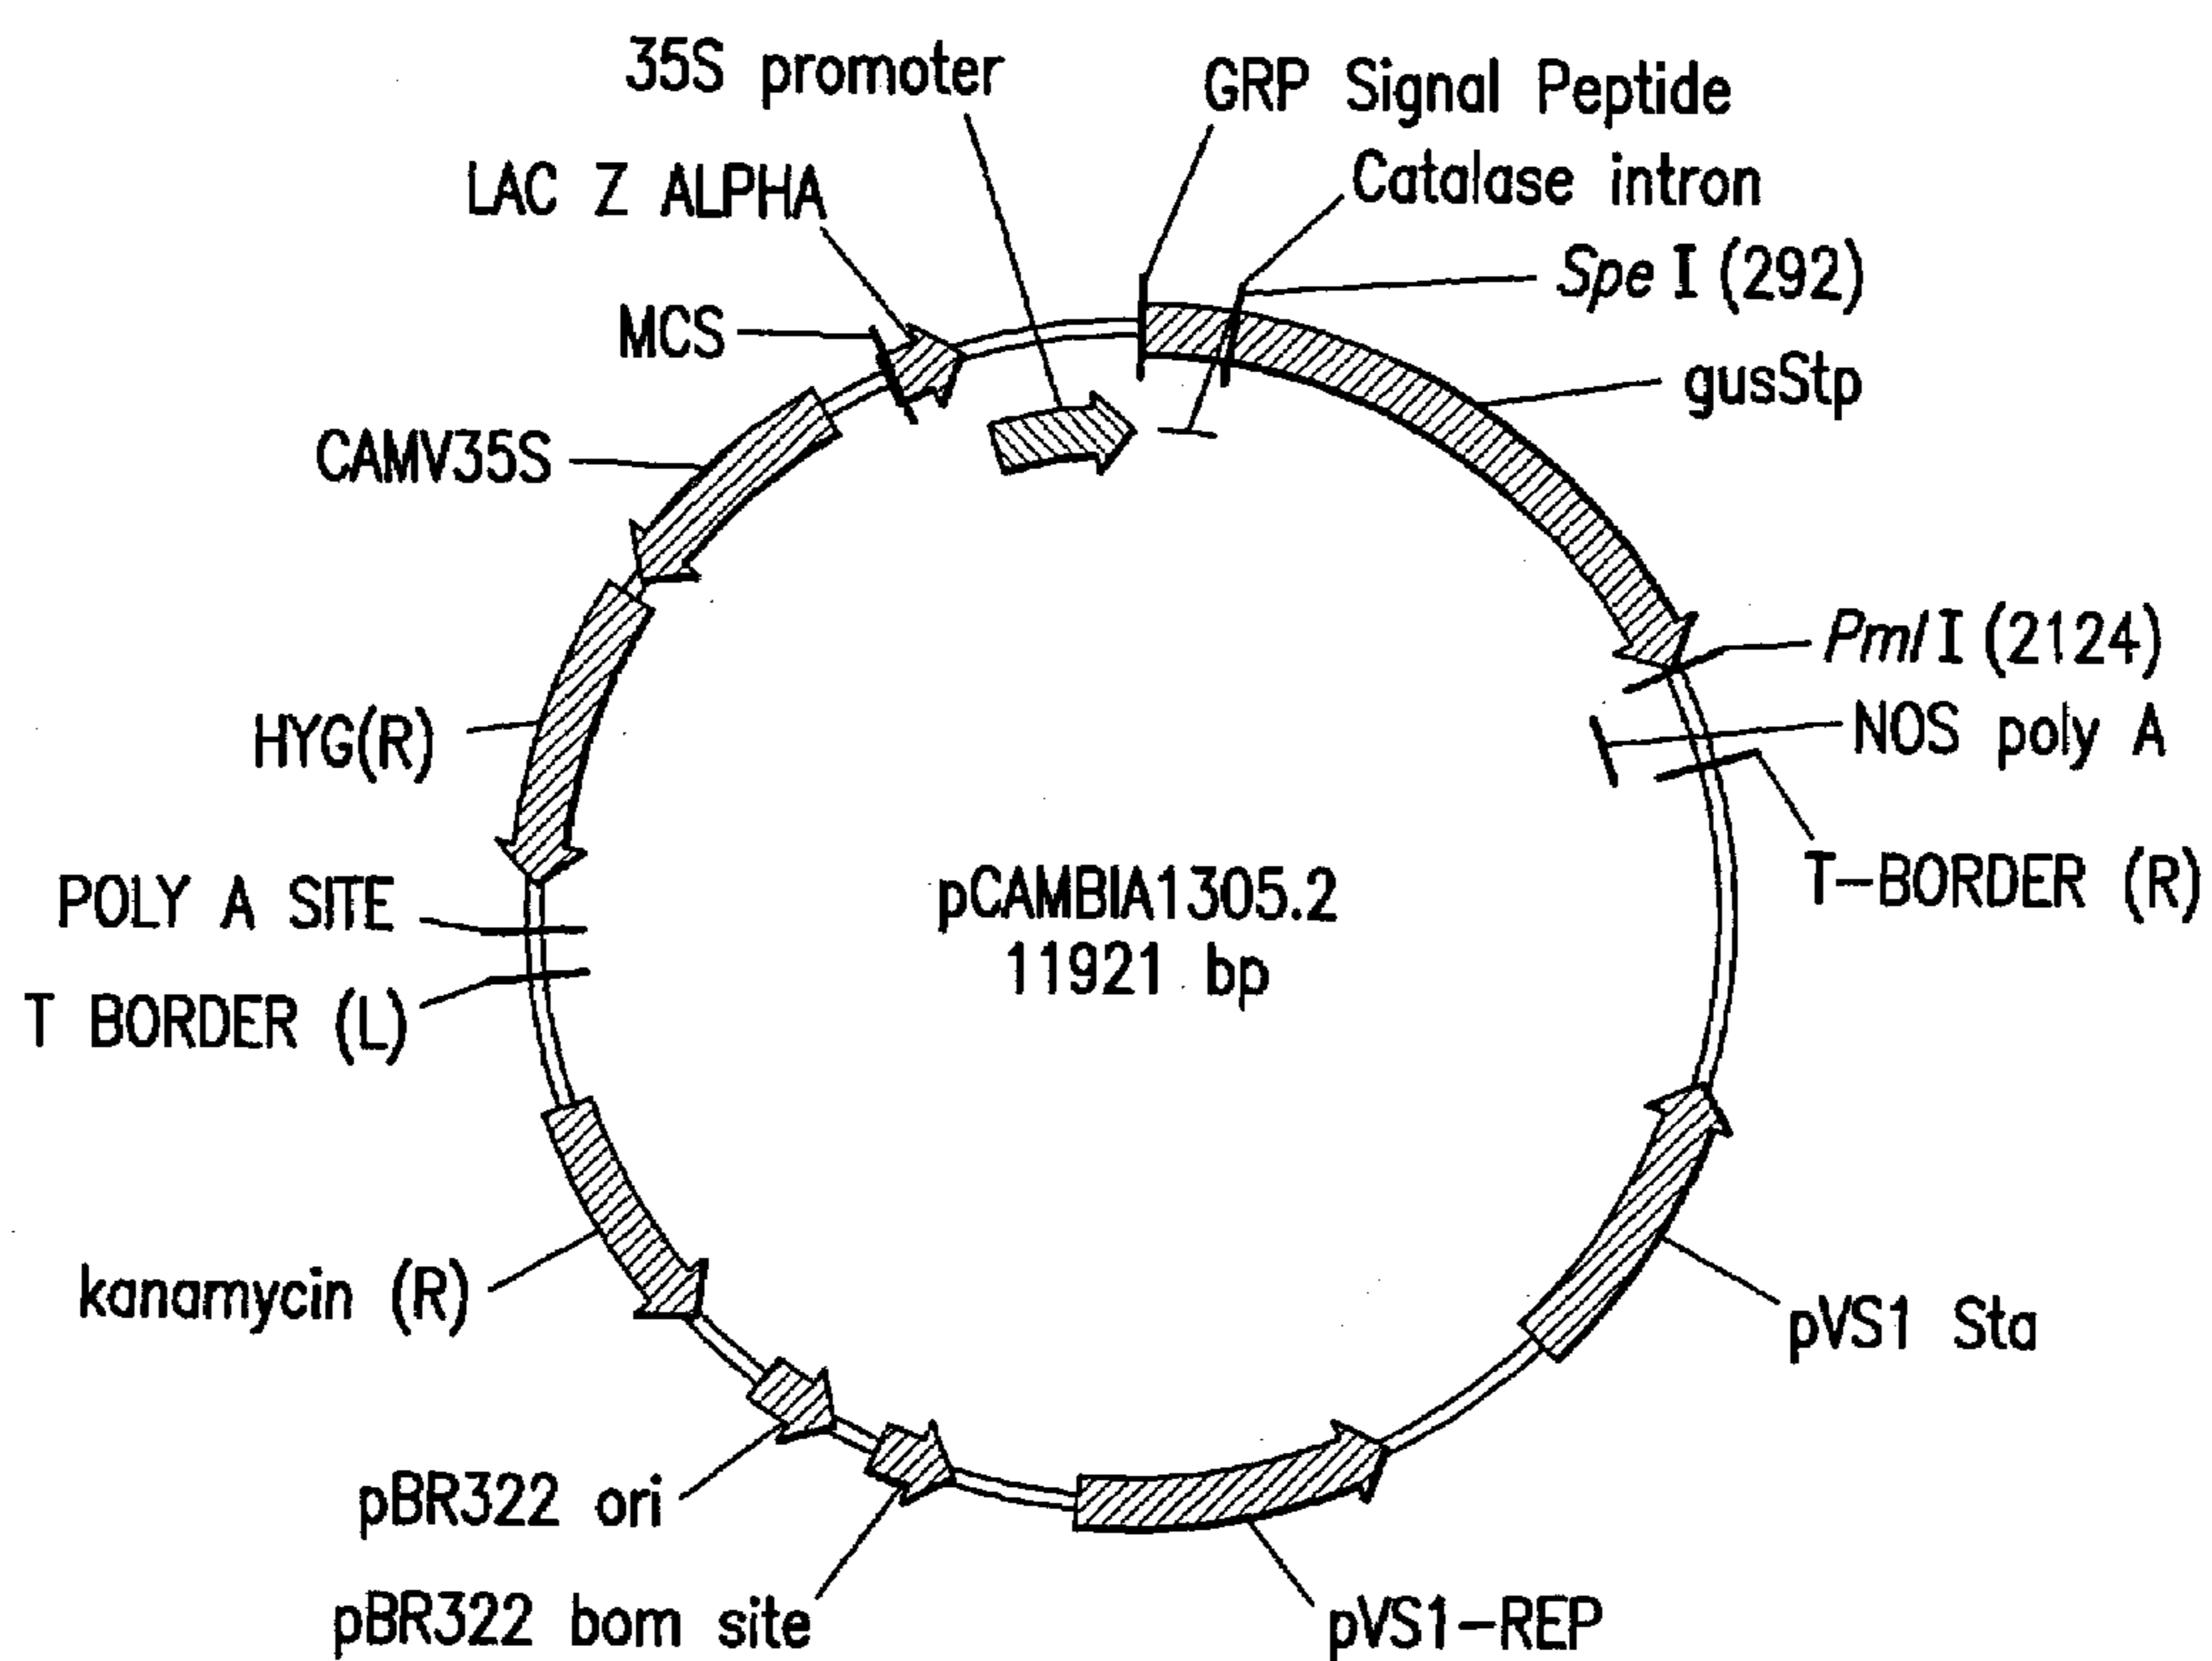 35S promoter
GRP Signal Peptide
LAC Z ALPHA
Catalase intron
Spe I (292)
MCS
gusStp
CAMV35S
Pml I (2124)
HYG(R)
NOS poly A
T-BORDER (R)
POLY A SITE
pCAMBIA1305.2
11921 bp
T BORDER (L)
kanamycin (R)
pVS1 Sta
pBR322 ori
pBR322 bom site
pVS1-REP